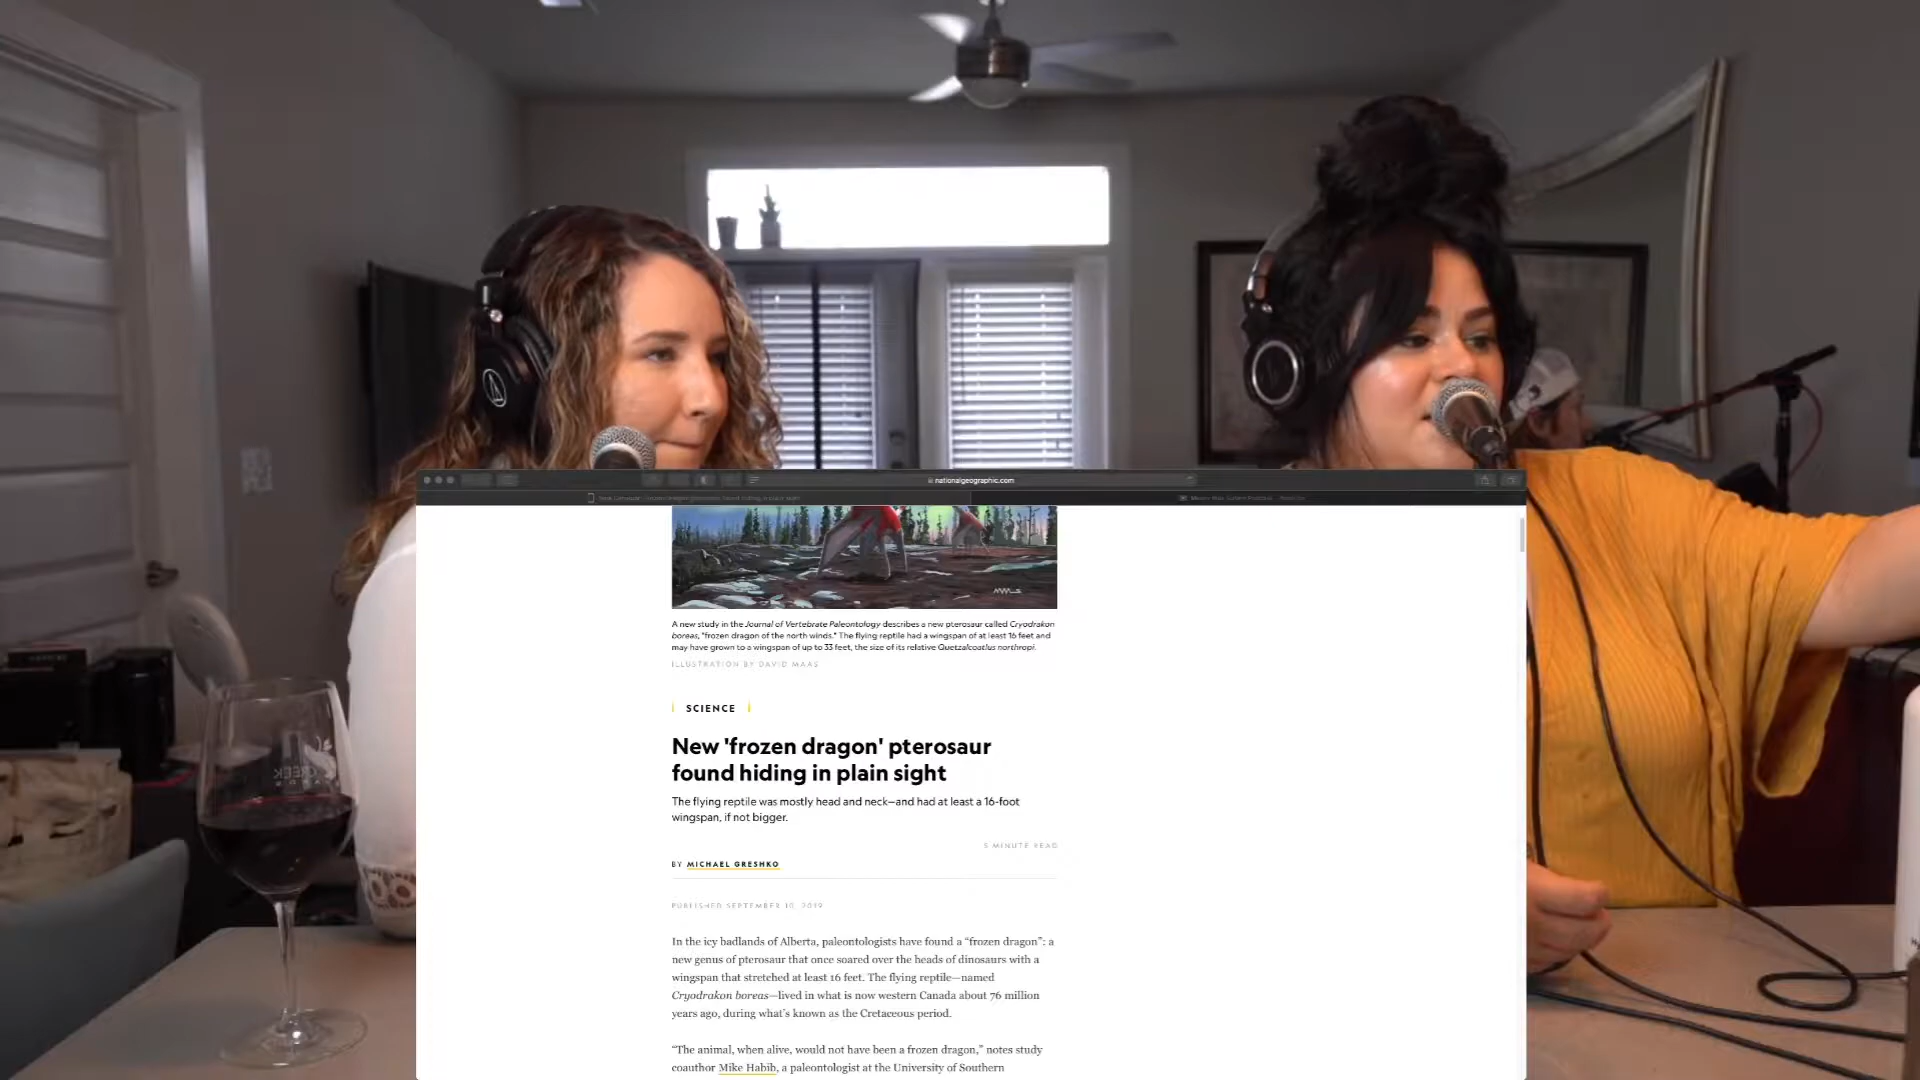 nationalgeographic.com
A new study in the Journal of Vertebrate Paleontology describes a new pterosaur called Cryodrakon
boreas, "frozen dragon of the north winds." The flying reptile had a wingspan of at least 16 feet and
may have grown to a wingspan of up to 33 feet, the size of its relative Quetzalcoatlus northropi.
ILLUSTRATION BY DAVID MAAS
SCIENCE
New 'frozen dragon' pterosaur
found hiding in plain sight
The flying reptile was mostly head and neck—and had at least a 16-foot
wingspan, if not bigger.
5 MINUTE READ
BY MICHAEL GRESHKO
PUBLISHED SEPTEMBER 10, 2019
In the icy badlands of Alberta, paleontologists have found a “frozen dragon”: a
new genus of pterosaur that once soared over the heads of dinosaurs with a
wingspan that stretched at least 16 feet. The flying reptile—named
Cryodrakon boreas—lived in what is now western Canada about 76 million
years ago, during what’s known as the Cretaceous period.
“The animal, when alive, would not have been a frozen dragon,” notes study
coauthor Mike Habib, a paleontologist at the University of Southern
CREEK